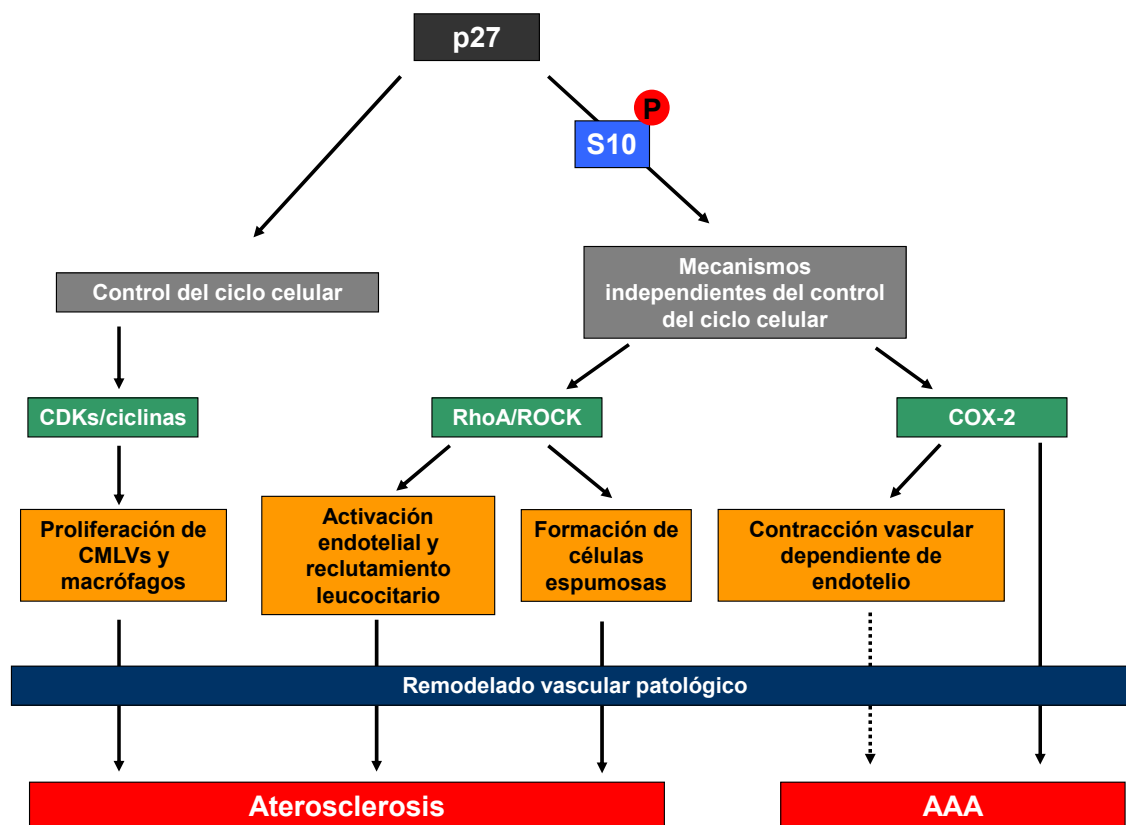 p27
P
S10
Control del ciclo celular
Mecanismos
independientes del control
del ciclo celular
CDKs/ciclinas
RhoA/ROCK
COX-2
Proliferación de
CMLVs y
macrófagos
Activación
endotelial y
reclutamiento
leucocitario
Formación de
células
espumosas
Contracción vascular
dependiente de
endotelio
Remodelado vascular patológico
Aterosclerosis
AAA